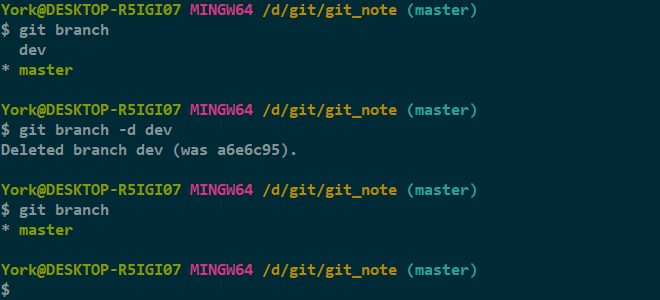 York@DESKTOP-R5IGI07 MINGW64 /d/git/git_note (master)
$ git branch
  dev
* master
York@DESKTOP-R5IGI07 MINGW64 /d/git/git_note (master)
$ git branch -d dev
Deleted branch dev (was a6e6c95).
York@DESKTOP-R5IGI07 MINGW64 /d/git/git_note (master)
$ git branch
* master
York@DESKTOP-R5IGI07 MINGW64 /d/git/git_note (master)
$